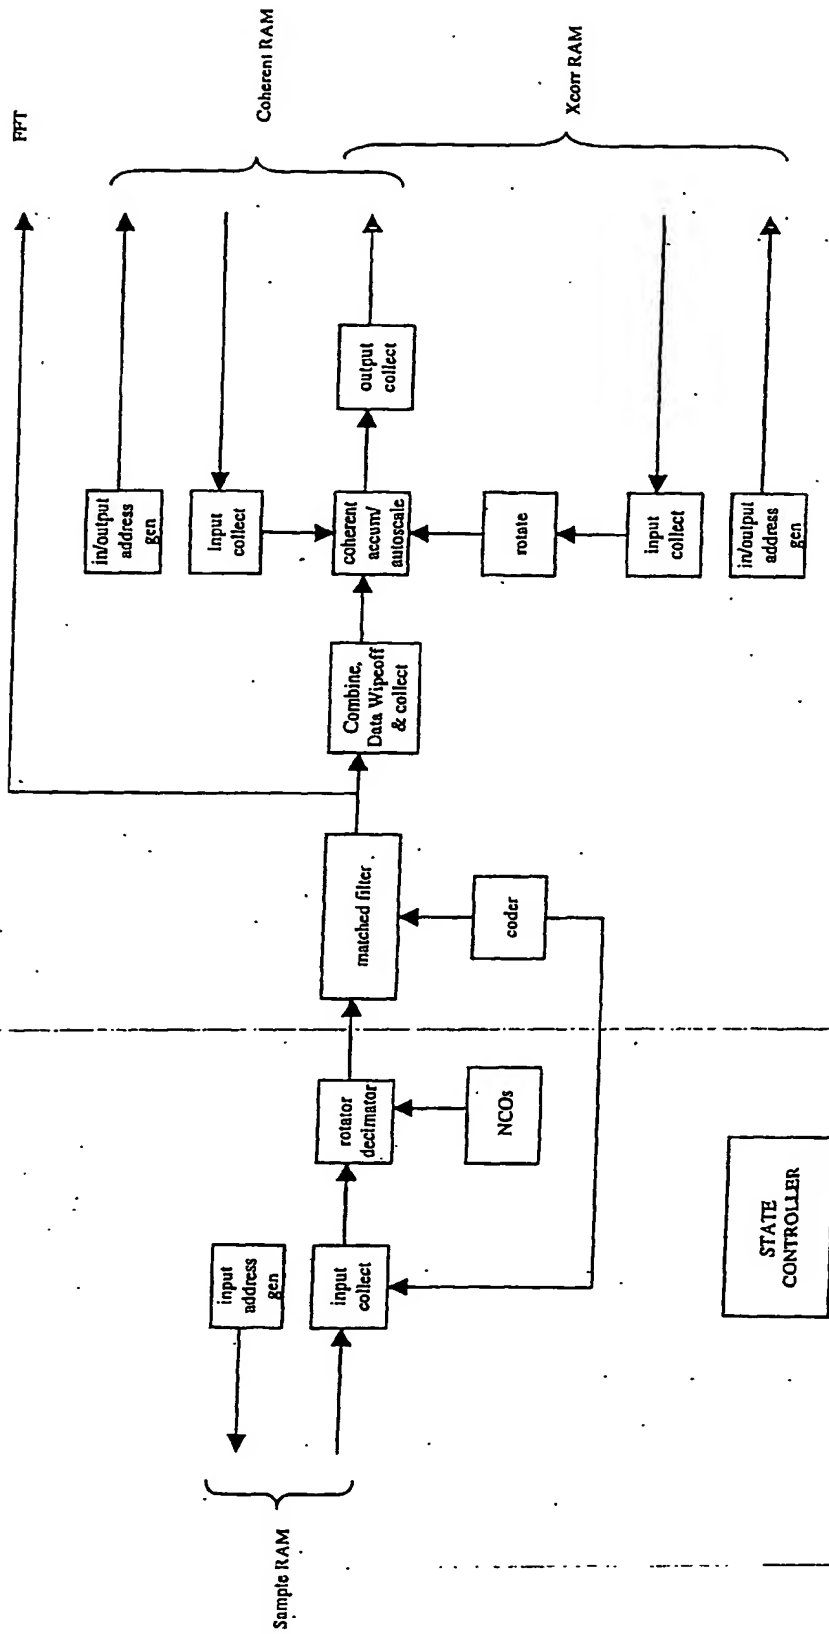 FFT
Coherent RAM
Xcorr RAM
in/output
address
gen
Input
collect
output
collect
coherent
accum/
autoscale
rotate
input
collect
in/output
address
gen
Combine,
Data Wipeoff
& collect
matched filter
coder
rotator
decimator
NCOs
input
address
gen
input
collect
STATE
CONTROLLER
Sample RAM